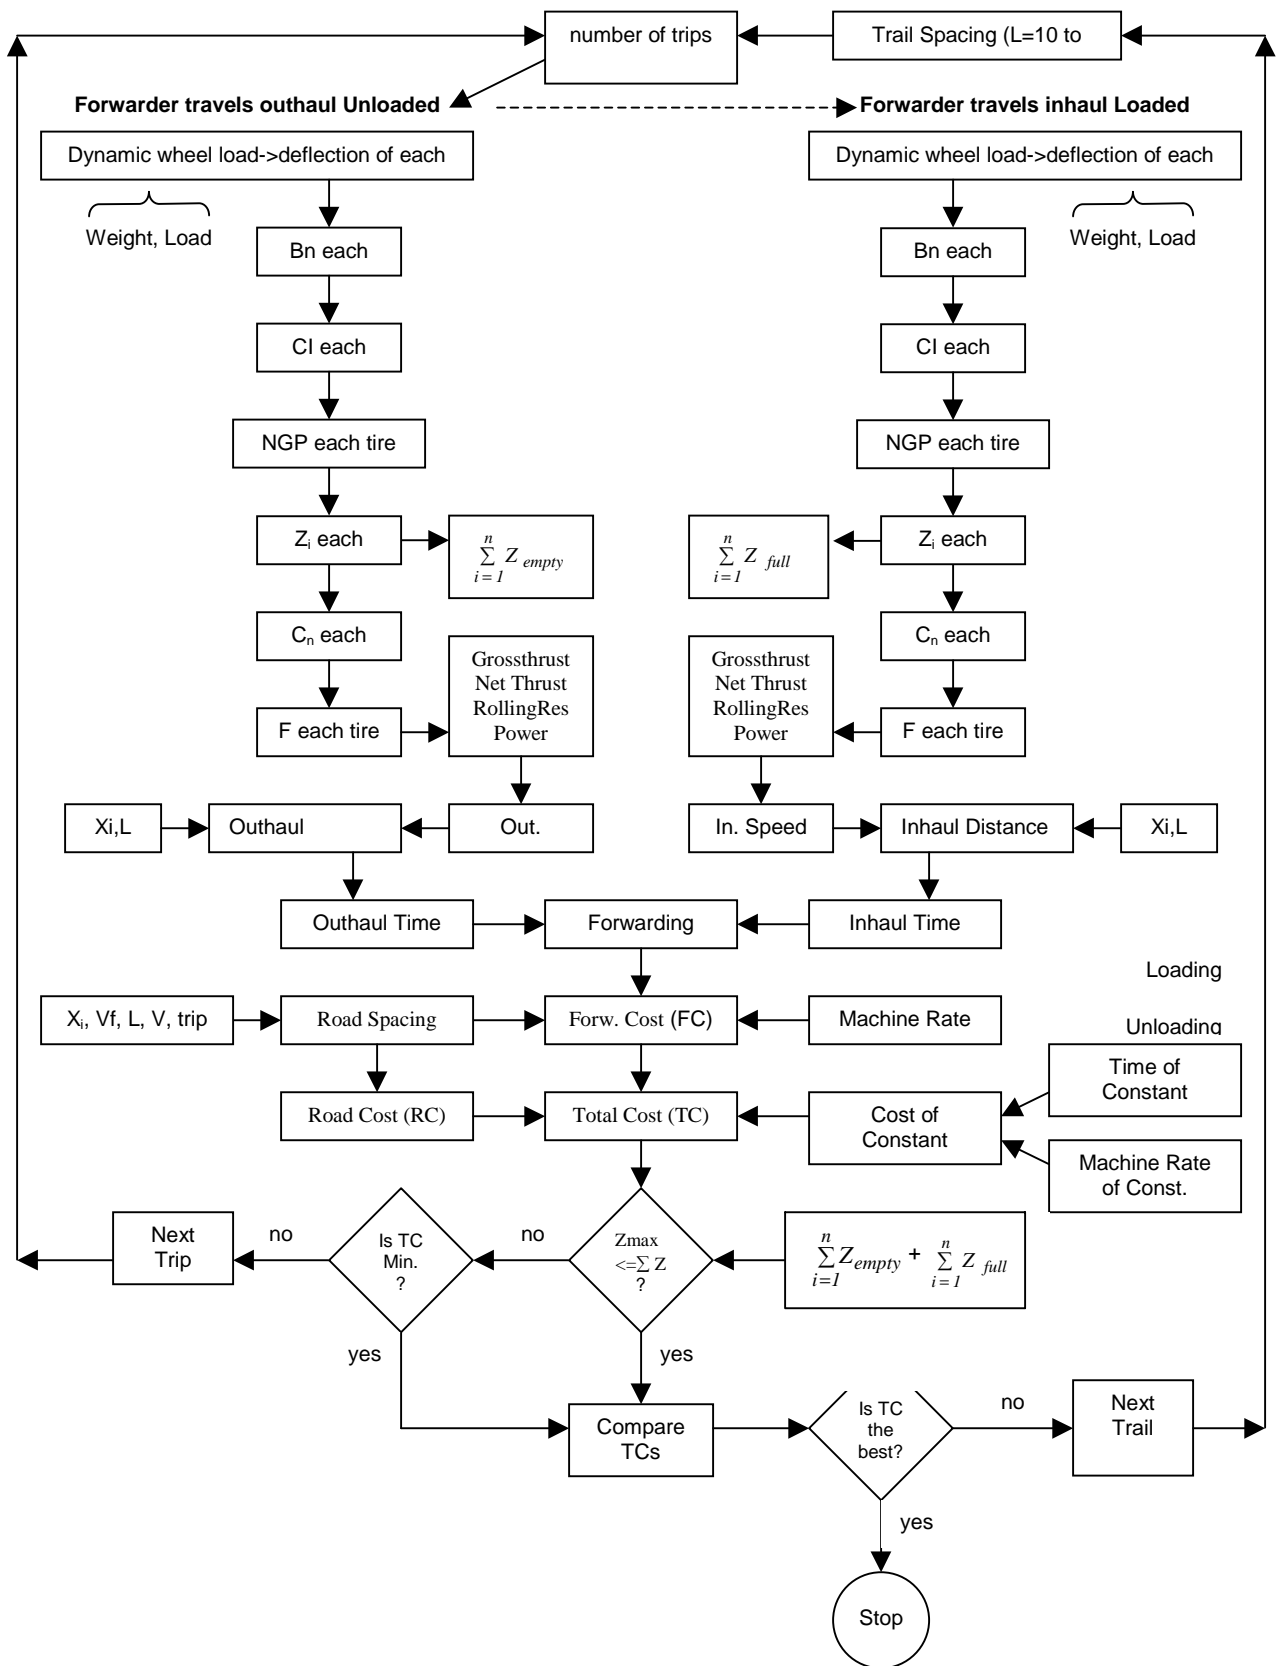 number of trips
Trail Spacing (L=10 to
Forwarder travels outhaul Unloaded
Forwarder travels inhaul Loaded
Dynamic wheel load->deflection of each
Dynamic wheel load->deflection of each
Weight, Load
Weight, Load
Bn each
Bn each
CI each
CI each
NGP each tire
NGP each tire
Zi each
n
∑ Z empty
i = 1
n
∑ Z full
i = 1
Zi each
Cn each
Cn each
Grossthrust
Net Thrust
RollingRes
Power
Grossthrust
Net Thrust
RollingRes
Power
F each tire
F each tire
Xi,L
Outhaul
Out.
In. Speed
Inhaul Distance
Xi,L
Outhaul Time
Forwarding
Inhaul Time
Loading
Xi, Vf, L, V, trip
Road Spacing
Forw. Cost (FC)
Machine Rate
Unloading
Time of
Constant
Road Cost (RC)
Total Cost (TC)
Cost of
Constant
Machine Rate
of Const.
Next
Trip
no
Is TC
Min.
?
no
Zmax
<=∑ Z
?
n
∑ Z empty
i=1
+
n
∑ Z full
i = 1
yes
yes
Compare
TCs
Is TC
the
best?
no
Next
Trail
yes
Stop